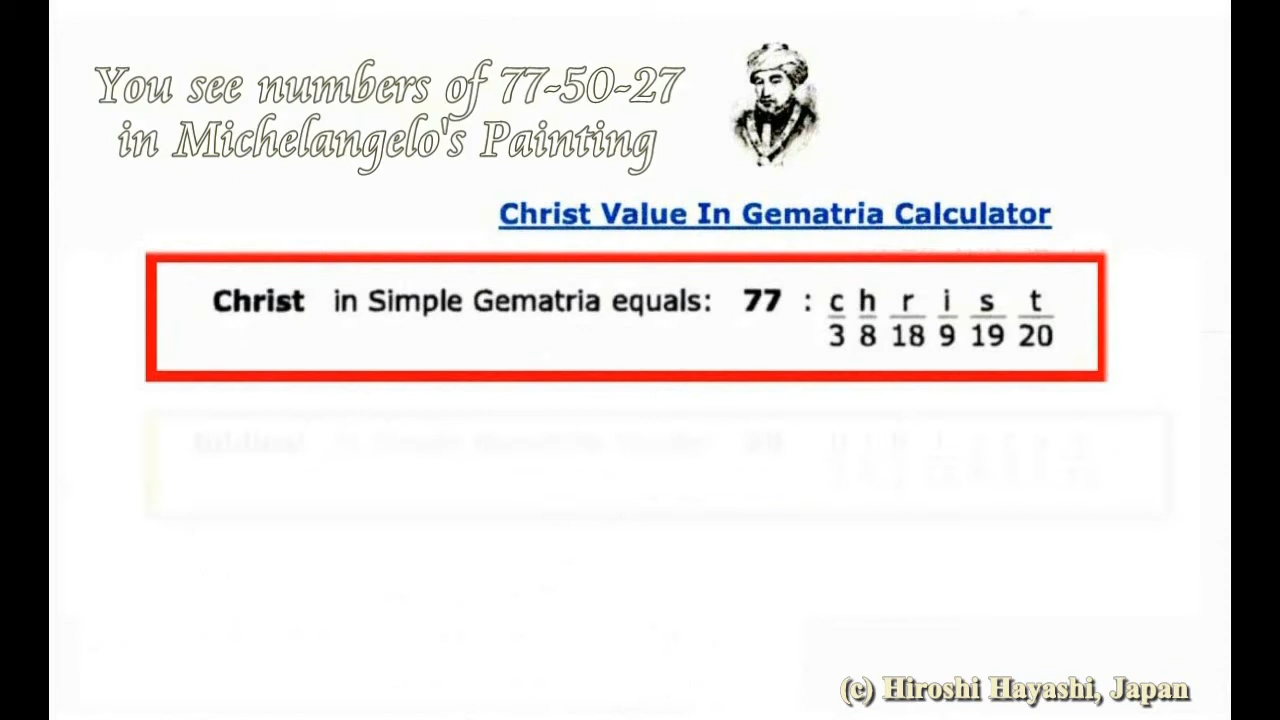 You see numbers of 77-50-27
in Michelangelo's Painting
Christ Value In Gematria Calculator
Christ in Simple Gematria equals: 77 : c h r i s t
3 8 18 9 19 20
(c) Hiroshi Hayashi, Japan